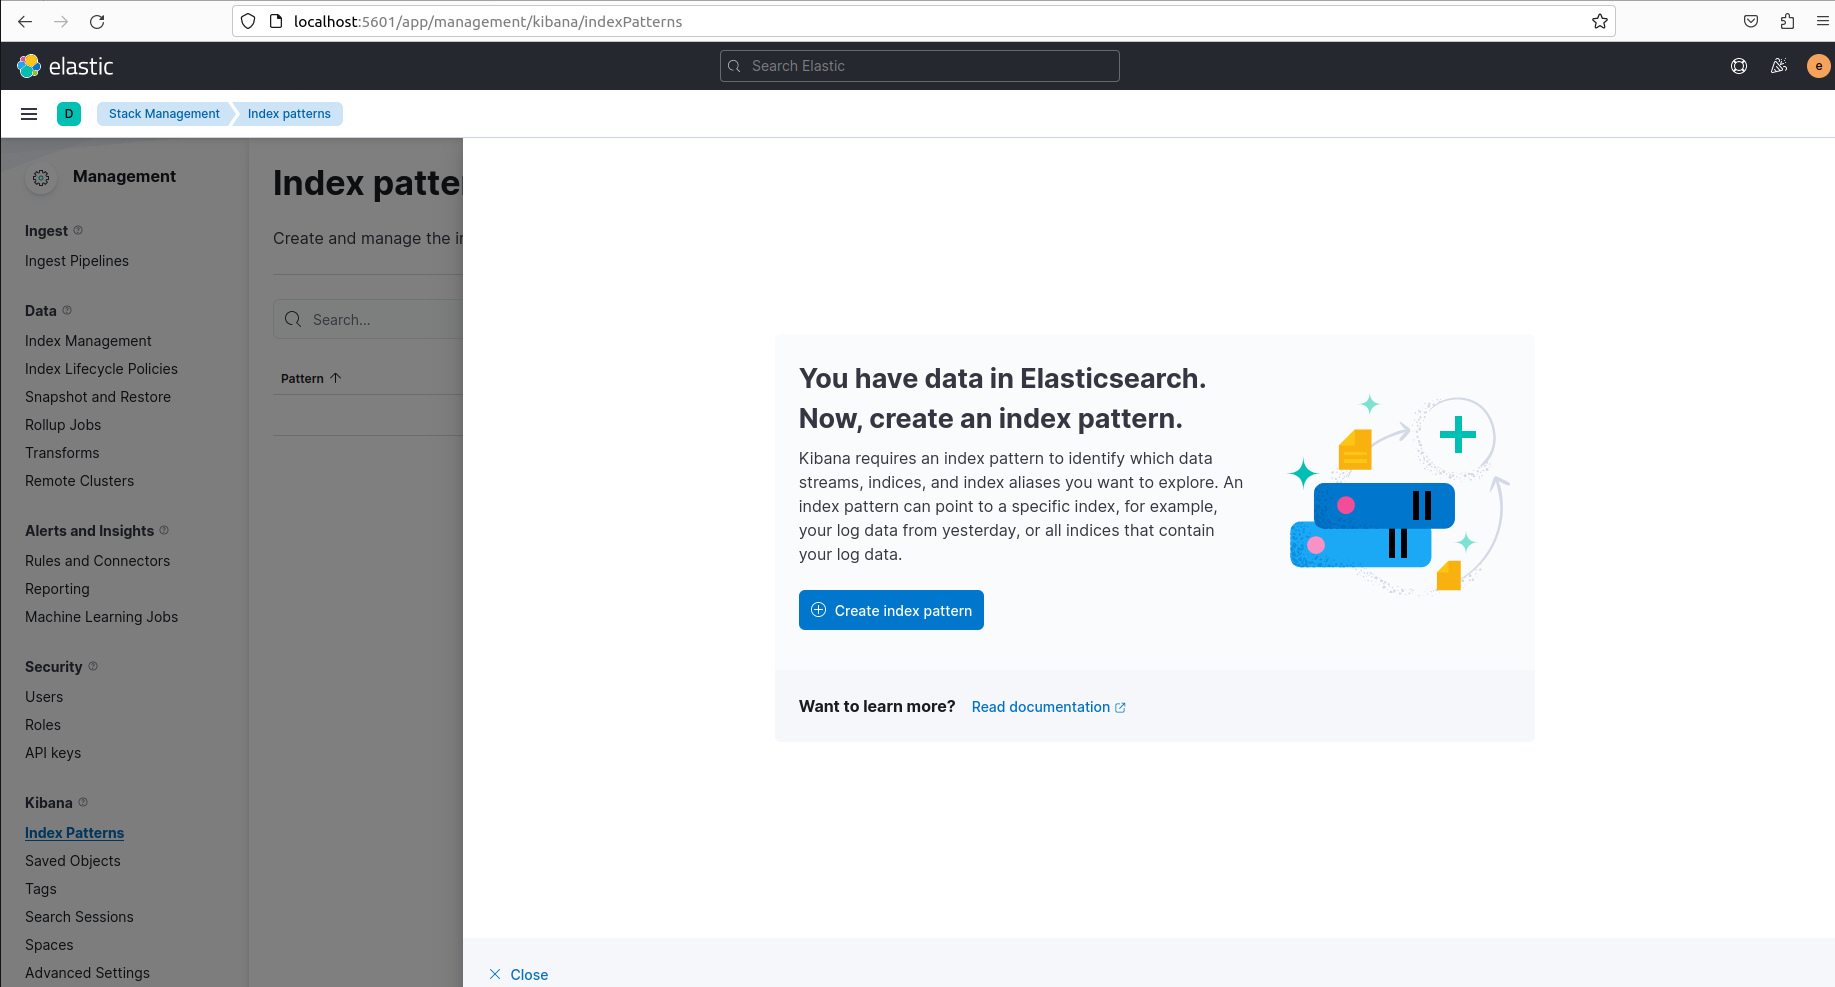 localhost:5601/app/management/kibana/indexPatterns
elastic
Search Elastic
e
D
Stack Management
Index patterns
Management
Ingest
Ingest Pipelines
Data
Index Management
Index Lifecycle Policies
Snapshot and Restore
Rollup Jobs
Transforms
Remote Clusters
Alerts and Insights
Rules and Connectors
Reporting
Machine Learning Jobs
Security
Users
Roles
API keys
Kibana
Index Patterns
Saved Objects
Tags
Search Sessions
Spaces
Advanced Settings
Index patte
Create and manage the i
Search...
Pattern
You have data in Elasticsearch.
Now, create an index pattern.
Kibana requires an index pattern to identify which data
streams, indices, and index aliases you want to explore. An
index pattern can point to a specific index, for example,
your log data from yesterday, or all indices that contain
your log data.
Create index pattern
Want to learn more? Read documentation
Close